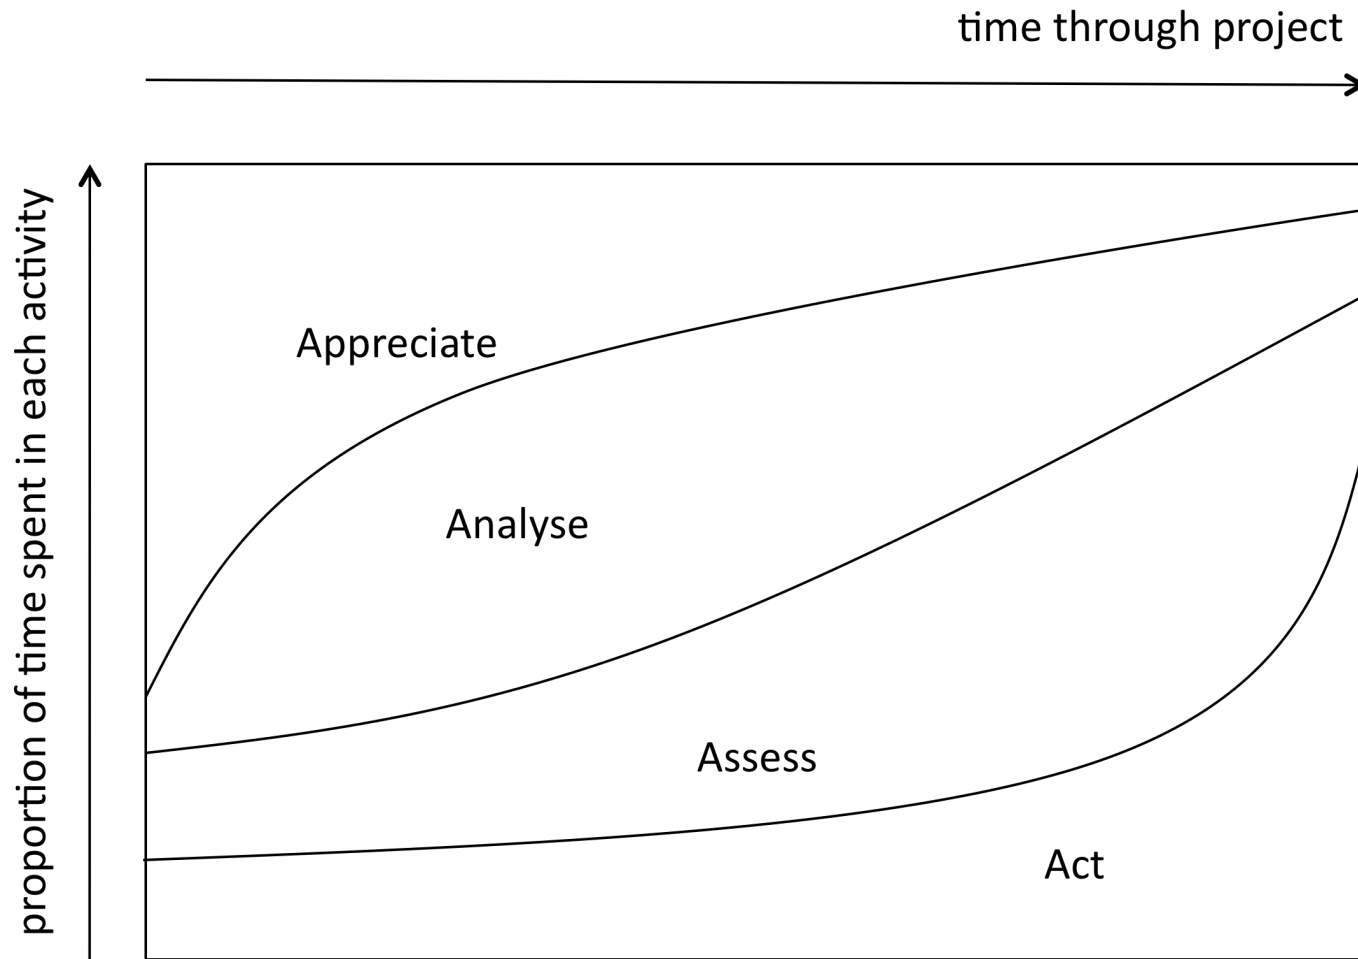 time through project
proportion of time spent in each activity
Appreciate
Analyse
Assess
Act